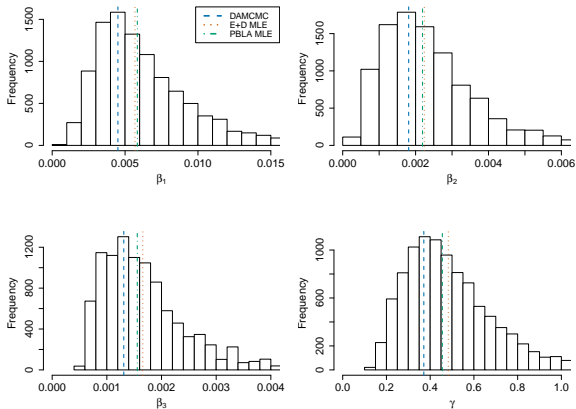 DAMCMC
E+D MLE
PBLA MLE
Frequency
0 500 1000 1500
0.000 0.005 0.010 0.015
β1
Frequency
0 500 1000 1500
0.000 0.002 0.004 0.006
β2
Frequency
0 400 800 1200
0.000 0.001 0.002 0.003 0.004
β3
Frequency
0 400 1000
0.0 0.2 0.4 0.6 0.8 1.0
γ